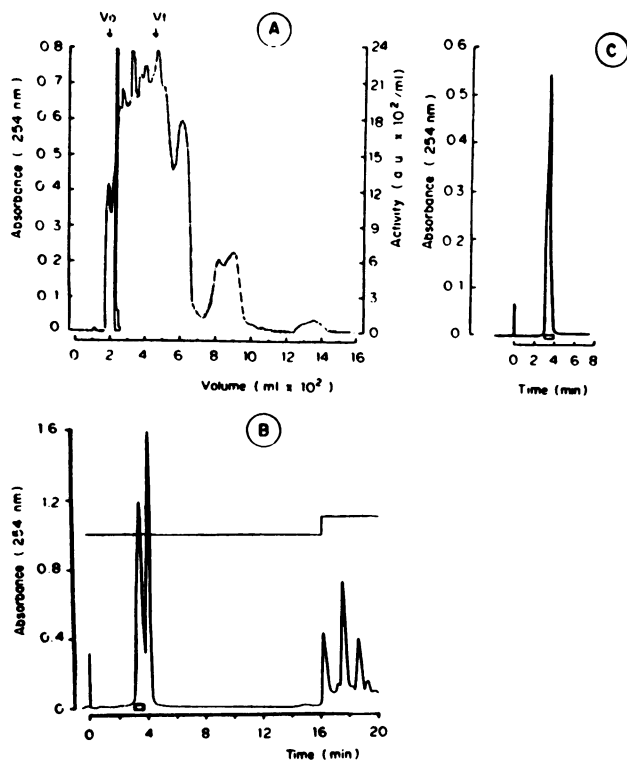 A
Vo Vt
Absorbance ( 254 nm)
0.8
0.7
0.6
0.5
0.4
0.3
0.2
0.1
0
24
21
18
15
12
9
6
3
0
Activity ( a u x 10² /ml)
0 2 4 6 8 10 12 14 16
Volume ( ml x 10² )
C
Absorbance ( 254 nm)
0.6
0.5
0.4
0.3
0.2
0.1
0
0 2 4 6 8
Time (min)
B
Absorbance ( 254 nm)
1.6
1.2
0.8
0.4
0
0 4 8 12 16 20
Time (min)